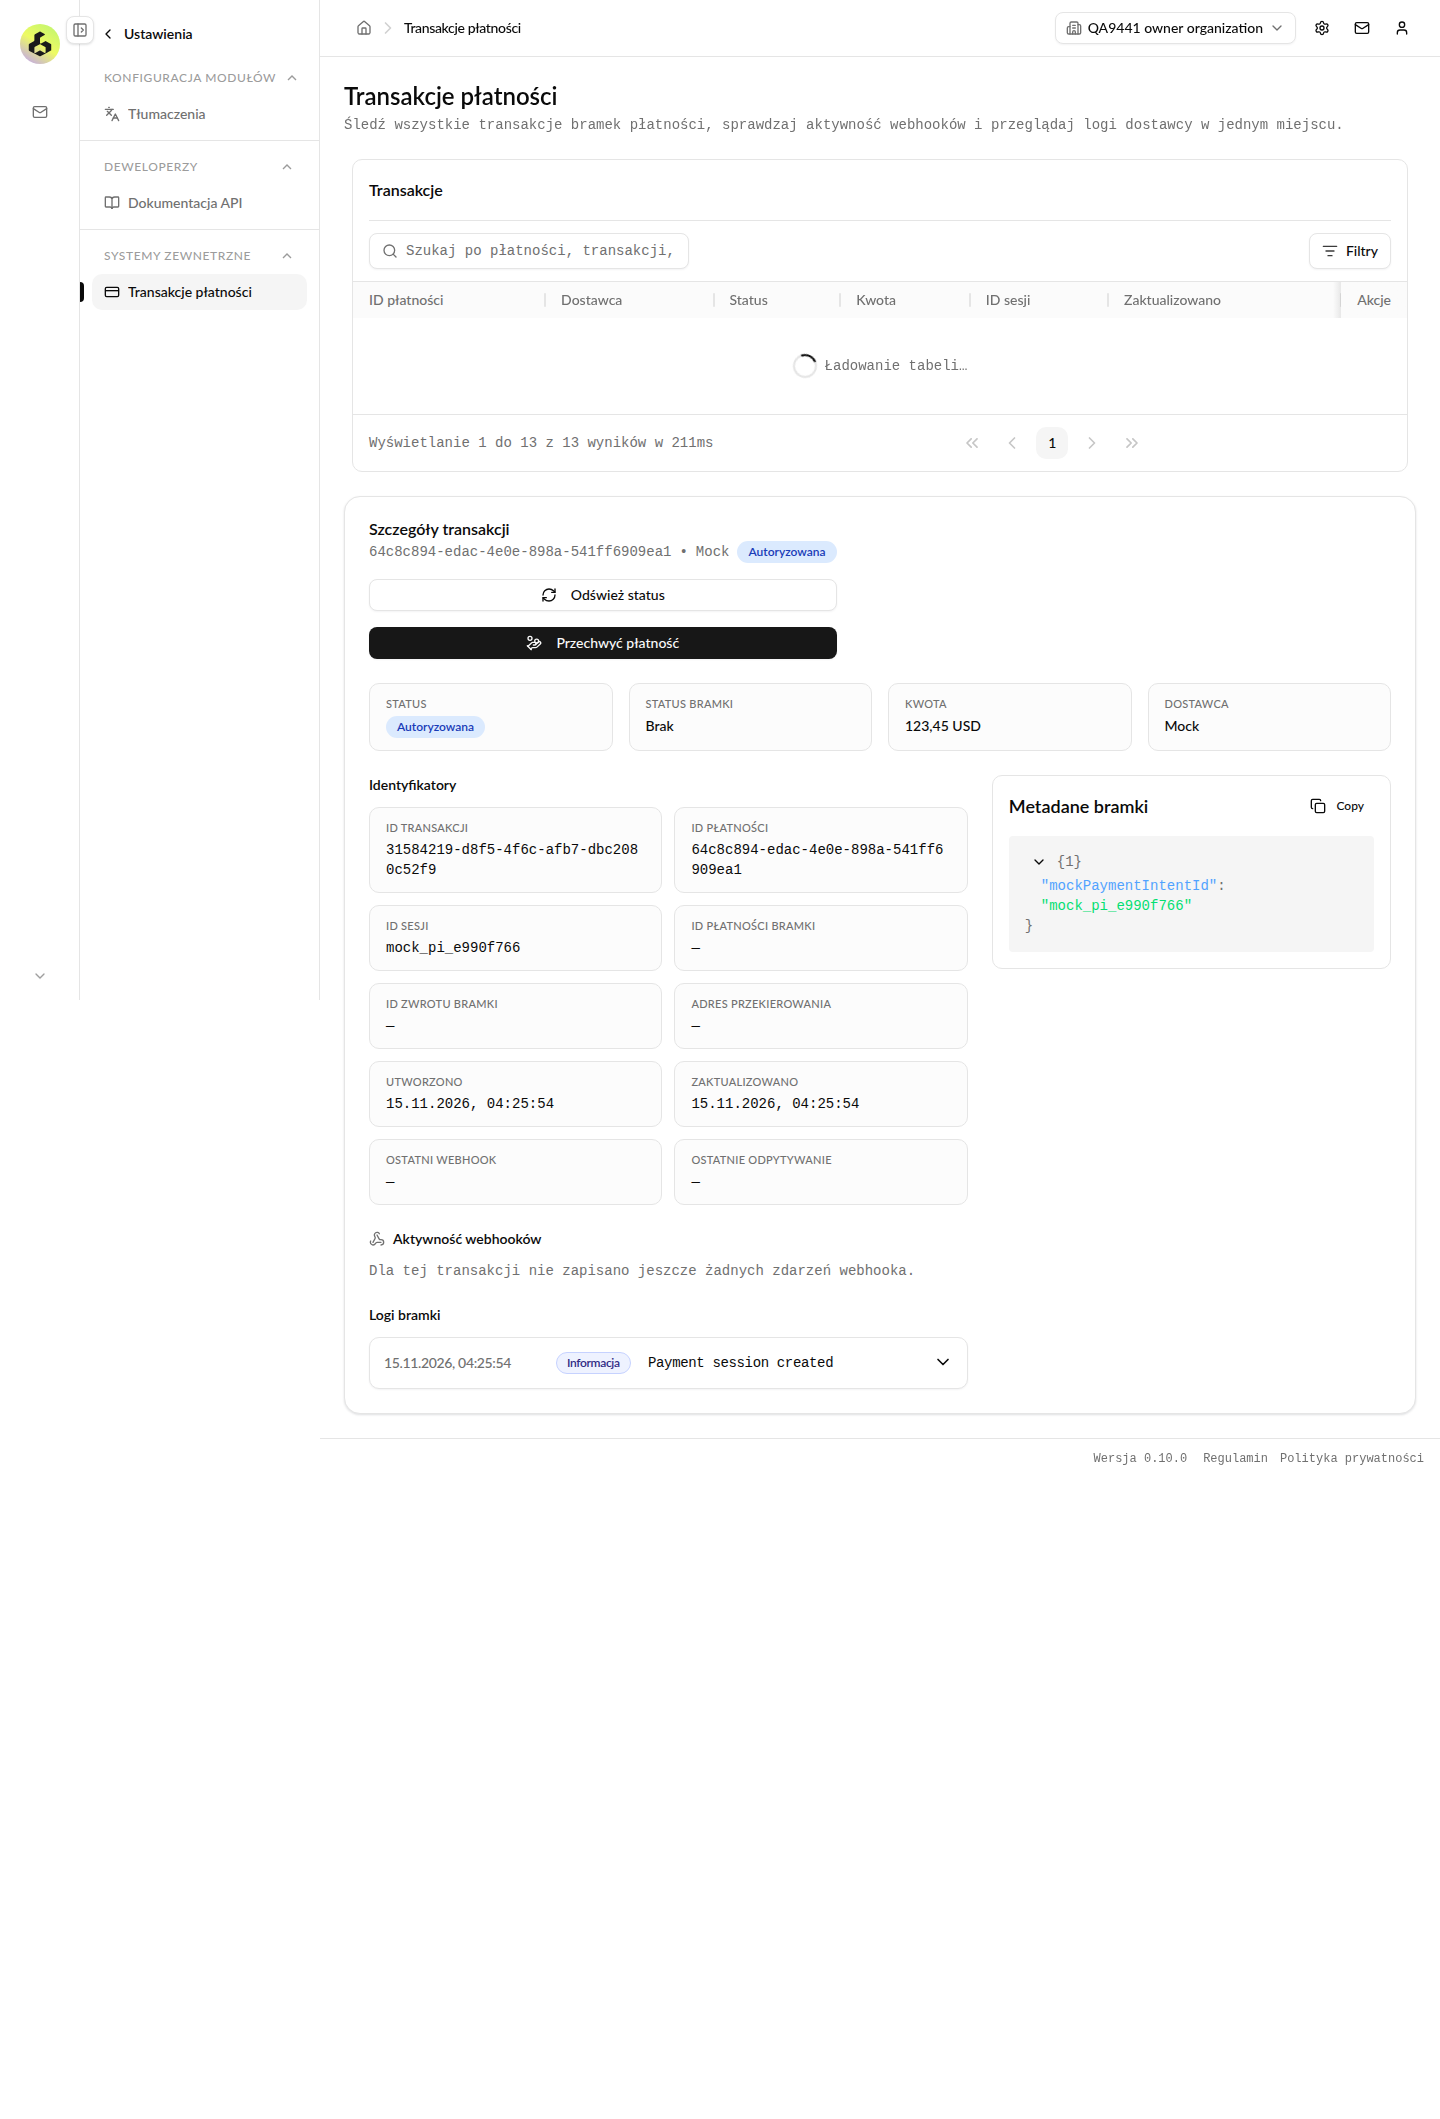 Ustawienia
KONFIGURACJA MODUŁÓW
Tłumaczenia
DEWELOPERZY
Dokumentacja API
SYSTEMY ZEWNETRZNE
Transakcje płatności
Transakcje płatności
QA9441 owner organization
Transakcje płatności
Śledź wszystkie transakcje bramek płatności, sprawdzaj aktywność webhooków i przeglądaj logi dostawcy w jednym miejscu.
Transakcje
Szukaj po płatności, transakcji,
Filtry
ID płatności Dostawca Status Kwota ID sesji Zaktualizowano Akcje
Ładowanie tabeli…
Wyświetlanie 1 do 13 z 13 wyników w 211ms
1
Szczegóły transakcji
64c8c894-edac-4e0e-898a-541ff6909ea1 • Mock Autoryzowana
Odśwież status
Przechwyć płatność
STATUS
Autoryzowana
STATUS BRAMKI
Brak
KWOTA
123,45 USD
DOSTAWCA
Mock
Identyfikatory
ID TRANSAKCJI
31584219-d8f5-4f6c-afb7-dbc208
0c52f9
ID PŁATNOŚCI
64c8c894-edac-4e0e-898a-541ff6
909ea1
ID SESJI
mock_pi_e990f766
ID PŁATNOŚCI BRAMKI
—
ID ZWROTU BRAMKI
—
ADRES PRZEKIEROWANIA
—
UTWORZONO
15.11.2026, 04:25:54
ZAKTUALIZOWANO
15.11.2026, 04:25:54
OSTATNI WEBHOOK
—
OSTATNIE ODPYTYWANIE
—
Metadane bramki
Copy
{1}
"mockPaymentIntentId":
"mock_pi_e990f766"
}
Aktywność webhooków
Dla tej transakcji nie zapisano jeszcze żadnych zdarzeń webhooka.
Logi bramki
15.11.2026, 04:25:54 Informacja Payment session created
Wersja 0.10.0 Regulamin Polityka prywatności